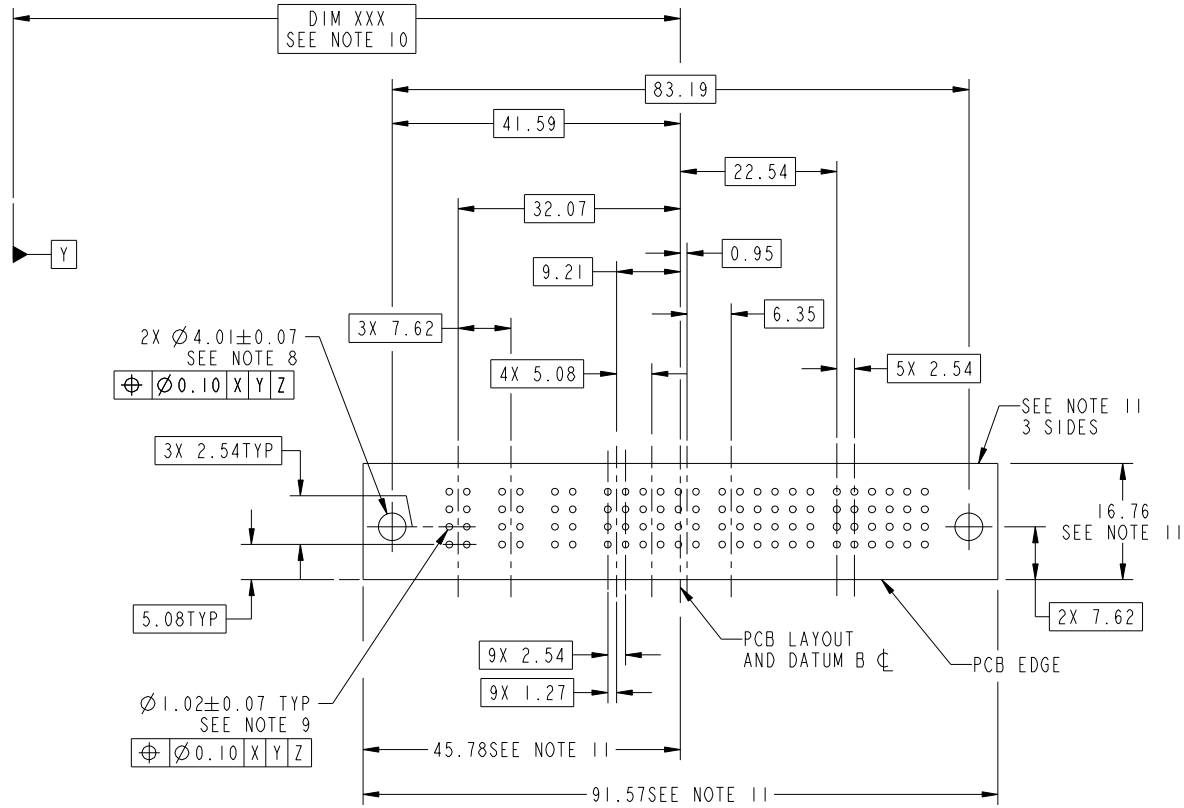 DIM XXX
SEE NOTE 10
83.19
41.59
22.54
32.07
Y
0.95
9.21
6.35
3X 7.62
2X Ø4.01±0.07
SEE NOTE 8
⌖ Ø0.10 X Y Z
4X 5.08
5X 2.54
SEE NOTE 11
3 SIDES
3X 2.54TYP
16.76
SEE NOTE 11
5.08TYP
2X 7.62
PCB LAYOUT
AND DATUM B ℄
PCB EDGE
9X 2.54
9X 1.27
Ø1.02±0.07 TYP
SEE NOTE 9
⌖ Ø0.10 X Y Z
45.78SEE NOTE 11
91.57SEE NOTE 11